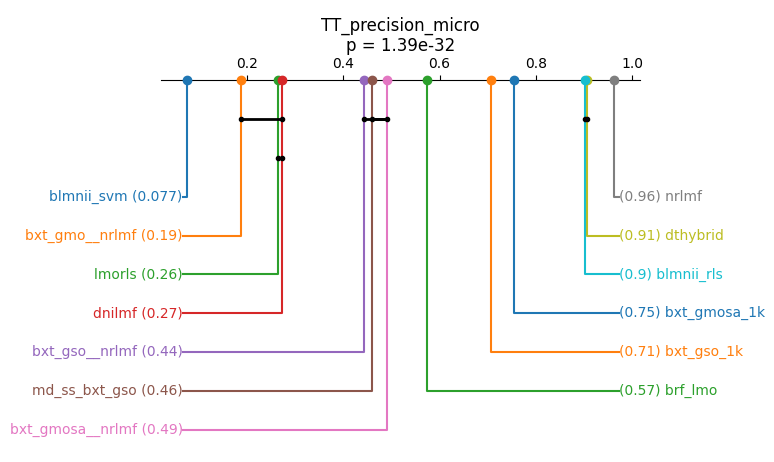 TT_precision_micro
p = 1.39e-32
0.2 0.4 0.6 0.8 1.0
blmnii_svm (0.077) (0.96) nrlmf
bxt_gmo__nrlmf (0.19) (0.91) dthybrid
lmorls (0.26) (0.9) blmnii_rls
dnilmf (0.27) (0.75) bxt_gmosa_1k
bxt_gso__nrlmf (0.44) (0.71) bxt_gso_1k
md_ss_bxt_gso (0.46) (0.57) brf_lmo
bxt_gmosa__nrlmf (0.49)